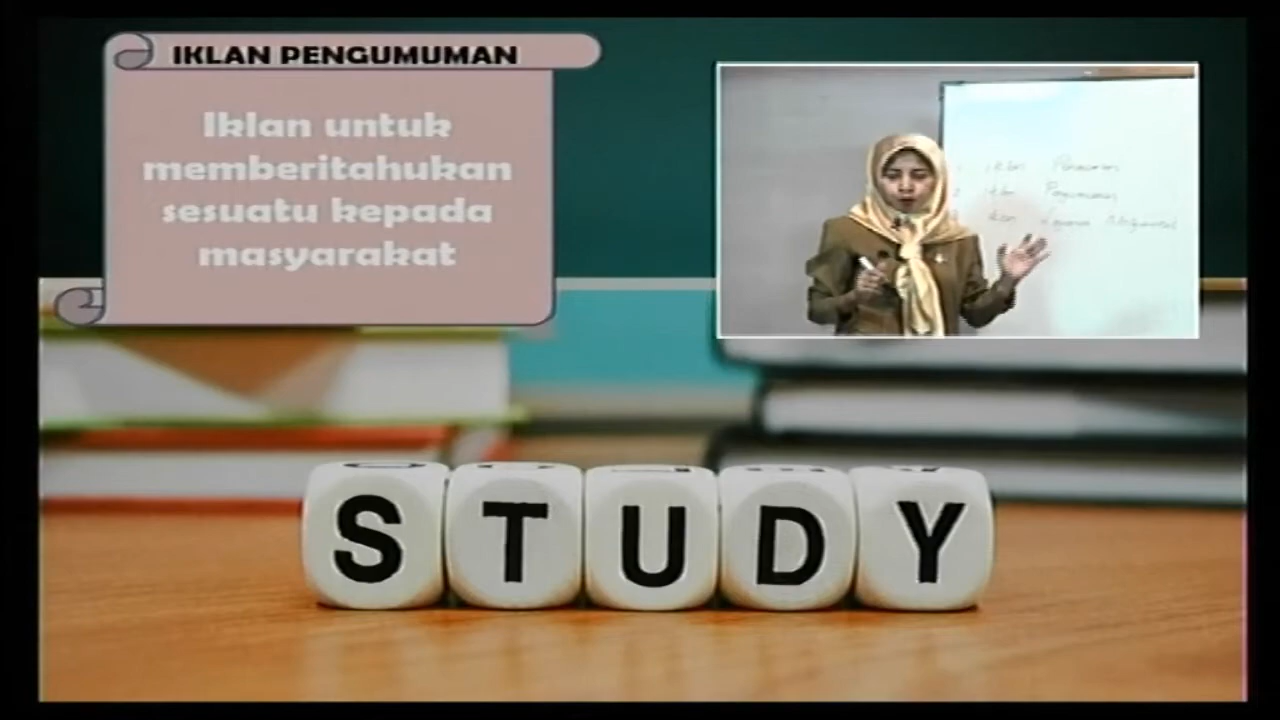 IKLAN PENGUMUMAN
Iklan untuk
memberitahukan
sesuatu kepada
masyarakat
STUDY